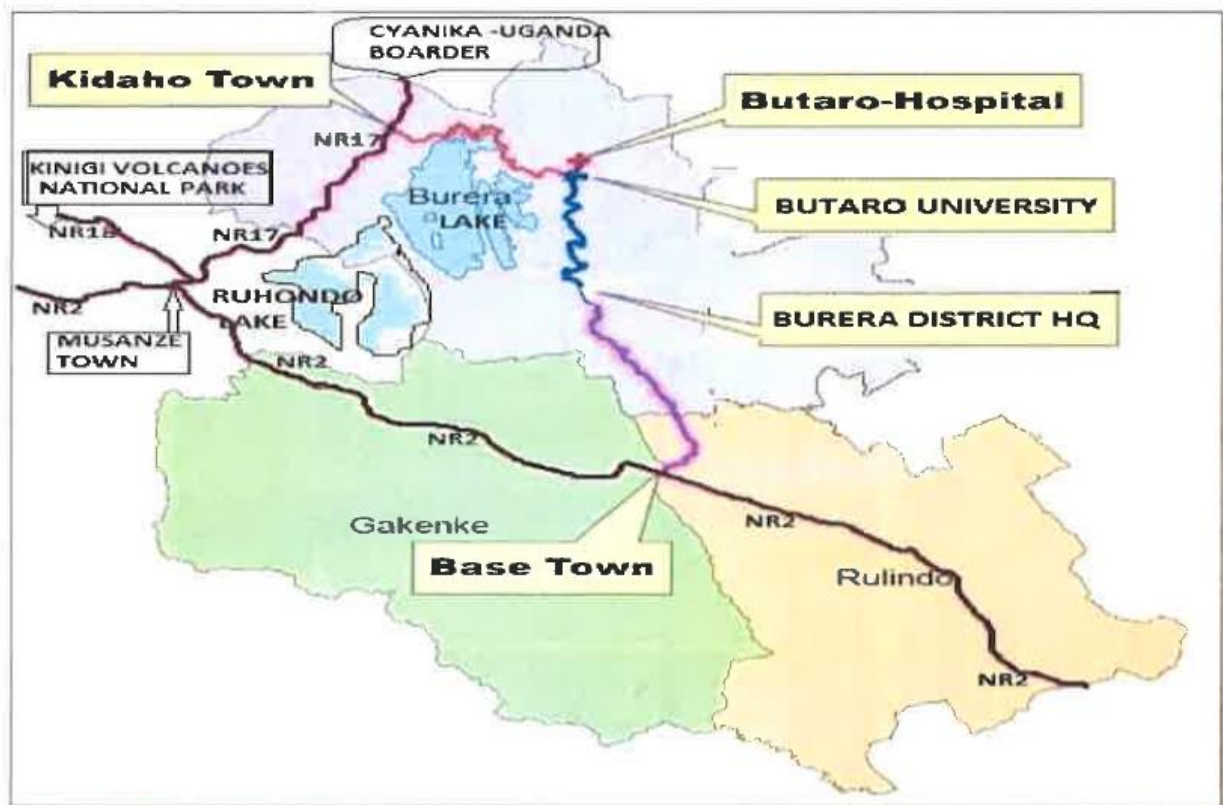 CYANIKA -UGANDA
BOARDER
Kidaho Town
Butaro-Hospital
NR17
KINIGI VOLCANOES
NATIONAL PARK
BUTARO UNIVERSITY
Burera
LAKE
NR18
NR17
RUHONDO
LAKE
NR2
BURERA DISTRICT HQ
MUSANZE
TOWN
NR2
NR2
NR2
Gakenke
Base Town
Rulindo
NR2